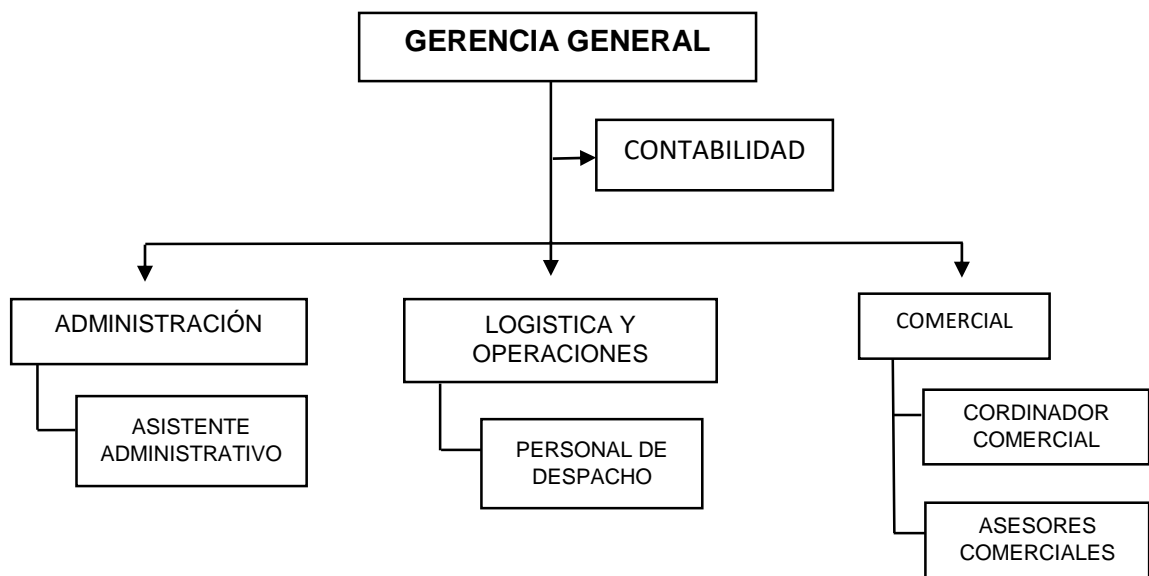 GERENCIA GENERAL
CONTABILIDAD
ADMINISTRACIÓN
LOGISTICA Y
OPERACIONES
COMERCIAL
ASISTENTE
ADMINISTRATIVO
PERSONAL DE
DESPACHO
CORDINADOR
COMERCIAL
ASESORES
COMERCIALES